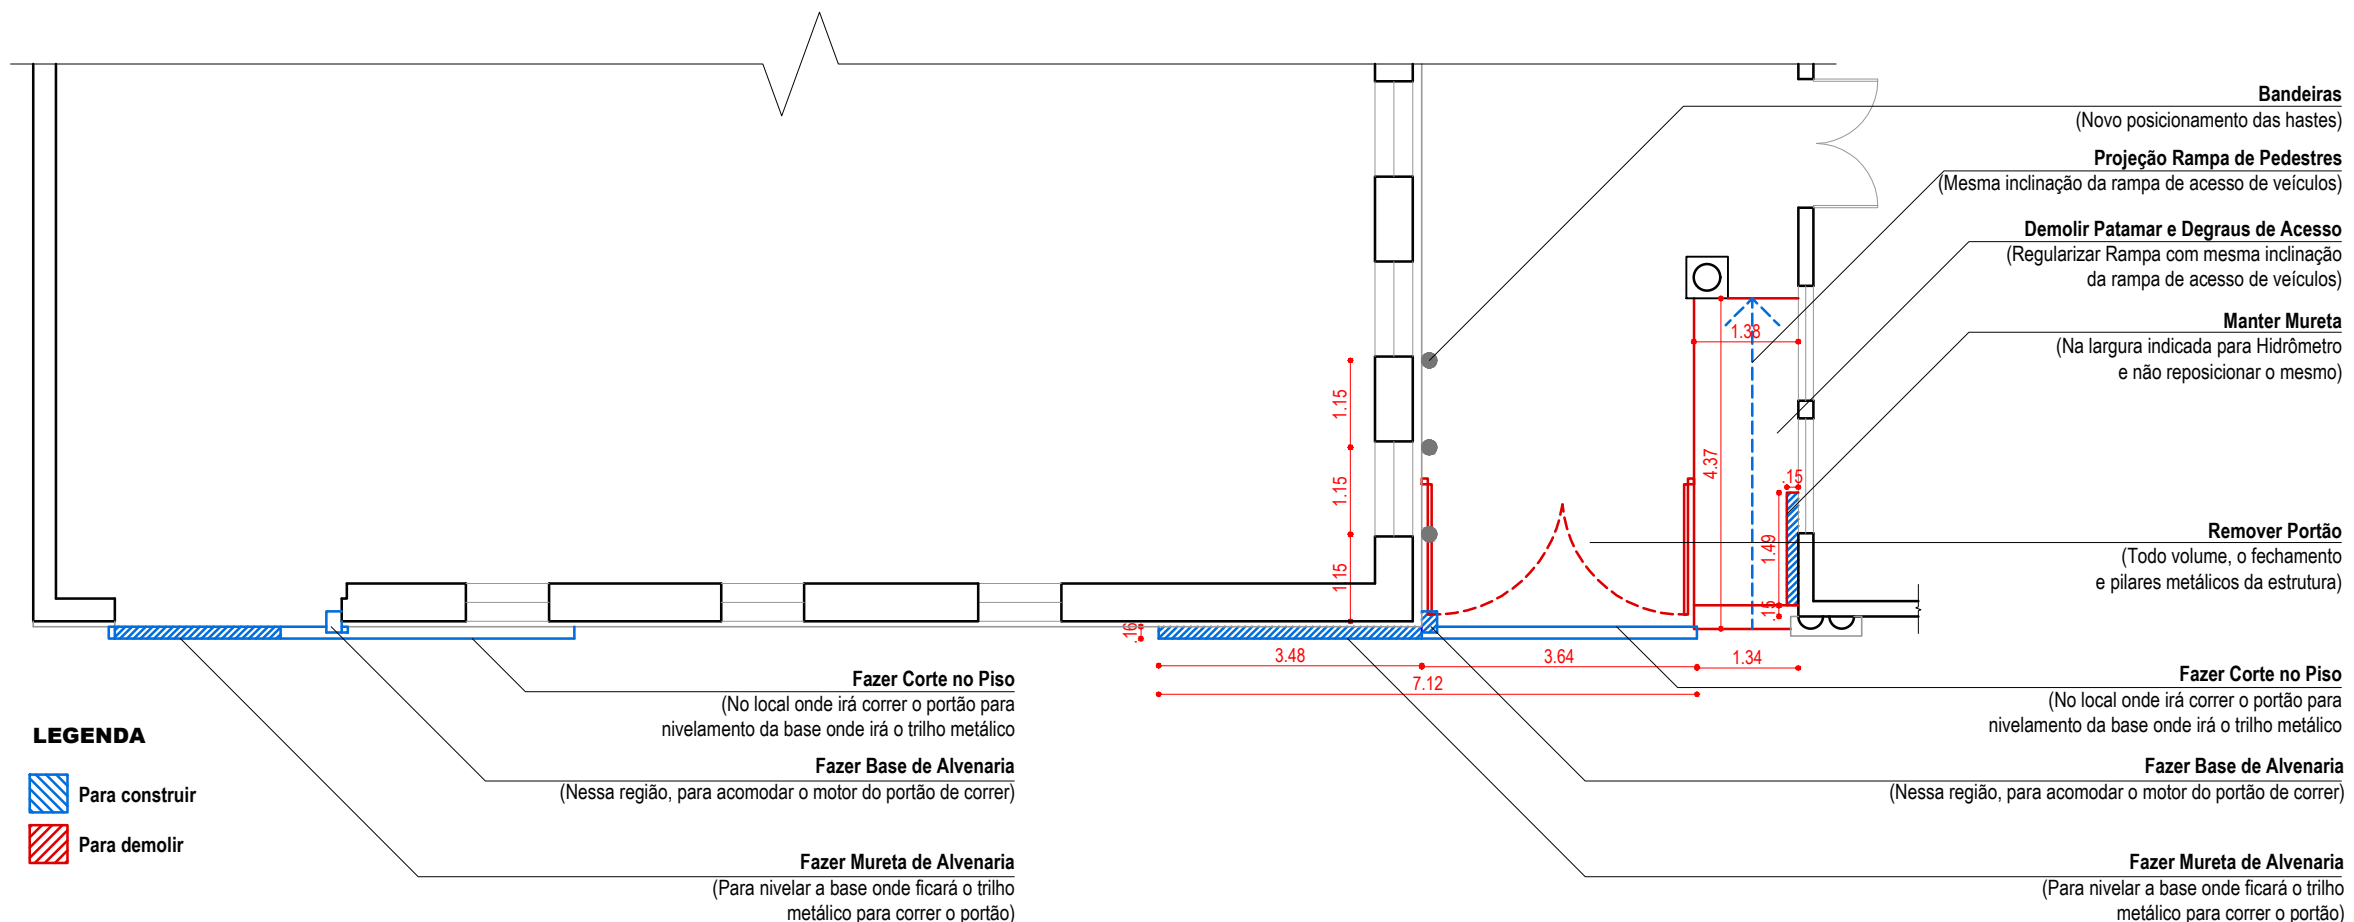 Bandeiras
(Novo posicionamento das hastes)
Projeção Rampa de Pedestres
(Mesma inclinação da rampa de acesso de veículos)
Demolir Patamar e Degraus de Acesso
(Regularizar Rampa com mesma inclinação
da rampa de acesso de veículos)
Manter Mureta
(Na largura indicada para Hidrômetro
e não reposicionar o mesmo)
Remover Portão
(Todo volume, o fechamento
e pilares metálicos da estrutura)
1.38
4.37
.15
1.49
.15
1.15
1.15
1.15
.16
3.48
3.64
1.34
7.12
Fazer Corte no Piso
(No local onde irá correr o portão para
nivelamento da base onde irá o trilho metálico
Fazer Base de Alvenaria
(Nessa região, para acomodar o motor do portão de correr)
Fazer Mureta de Alvenaria
(Para nivelar a base onde ficará o trilho
metálico para correr o portão)
Fazer Corte no Piso
(No local onde irá correr o portão para
nivelamento da base onde irá o trilho metálico
Fazer Base de Alvenaria
(Nessa região, para acomodar o motor do portão de correr)
Fazer Mureta de Alvenaria
(Para nivelar a base onde ficará o trilho
metálico para correr o portão)
LEGENDA
Para construir
Para demolir